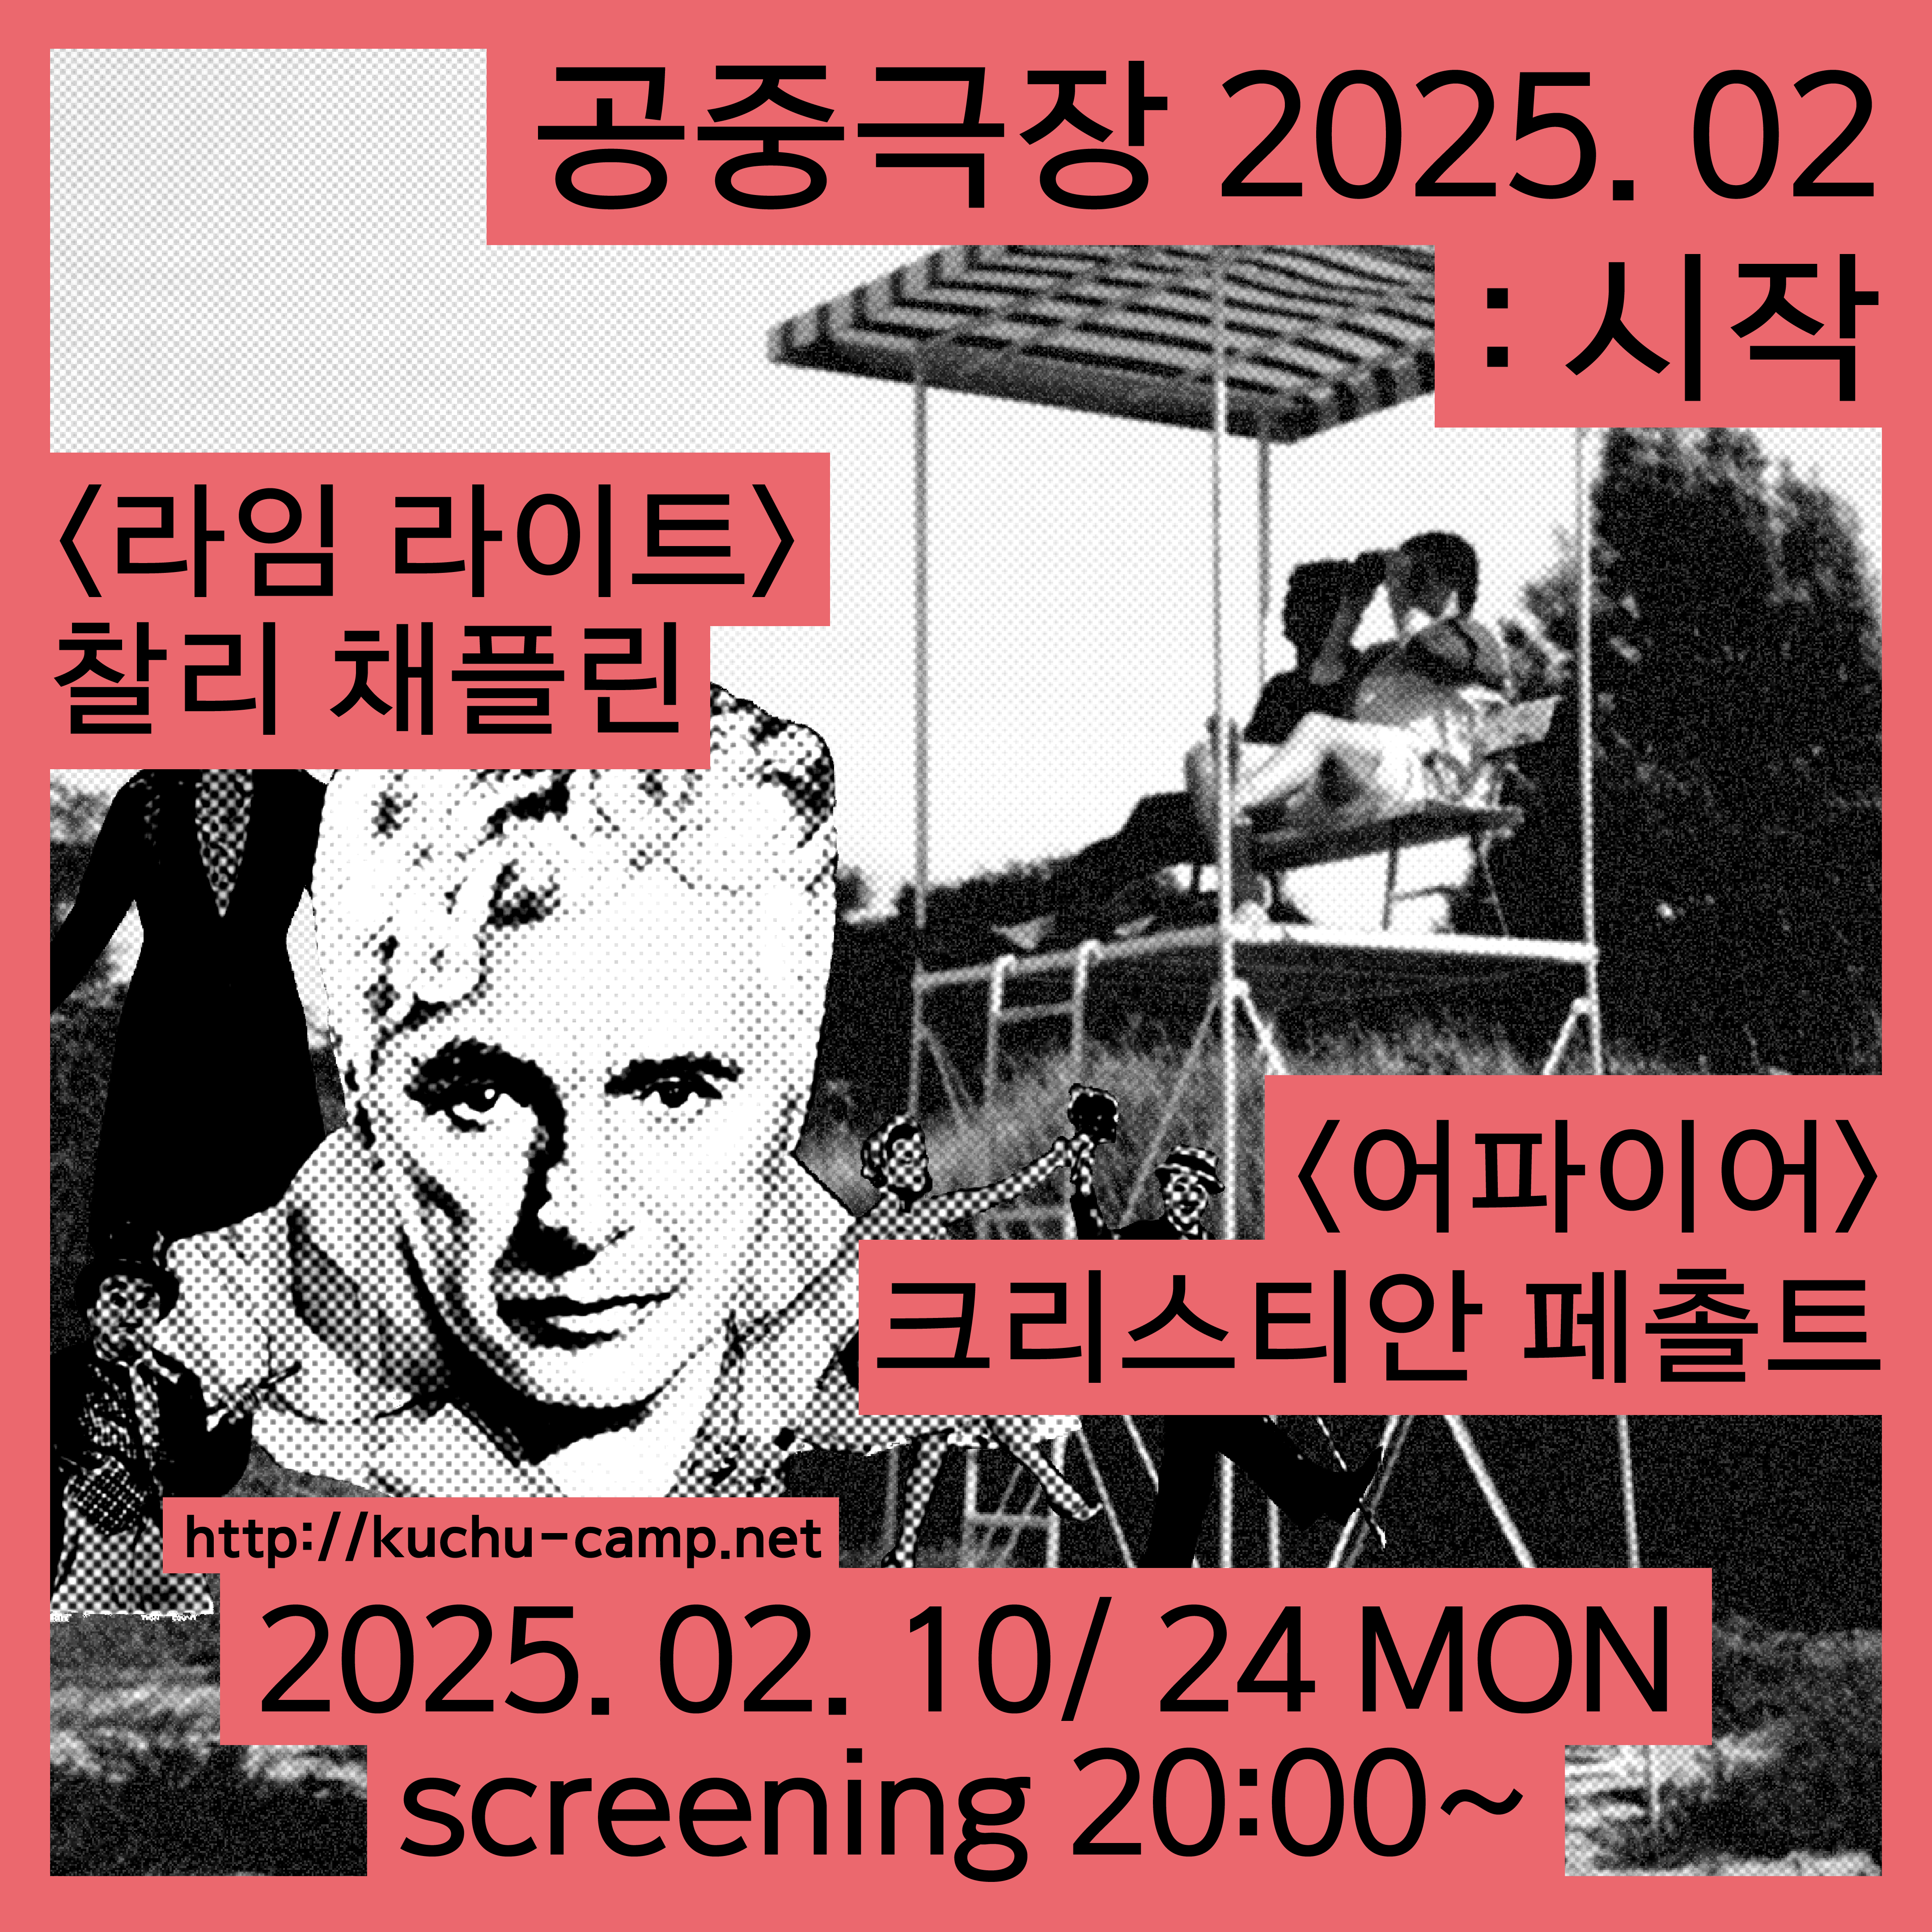 공중극장 2025. 02
: 시작
〈라임 라이트〉
찰리 채플린
〈어파이어〉
크리스티안 페촐트
http://kuchu-camp.net
2025. 02. 10/ 24 MON
screening 20:00~